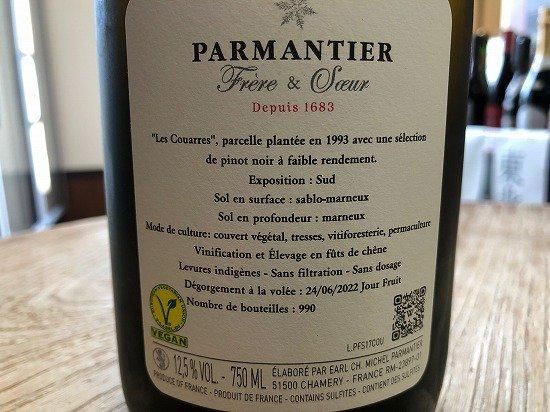 PARMANTIER
Frère & Sœur
Depuis 1683
"Les Couarres", parcelle plantée en 1993 avec une sélection
de pinot noir à faible rendement.
Exposition : Sud
Sol en surface : sablo-marneux
Sol en profondeur : marneux
Mode de culture: couvert végétal, tresses, vitiforesterie, permaculture
Vinification et Élevage en fûts de chêne
Levures indigènes - Sans filtration - Sans dosage
Dégorgement à la volée : 24/06/2022 Jour Fruit
Nombre de bouteilles : 990
V
VEGAN
L.PFS17COU
12,5% VOL. - 750 ML
ÉLABORÉ PAR EARL CH. MICHEL PARMANTIER
51500 CHAMERY - FRANCE RM-27897-01
PRODUCE OF FRANCE - PRODUIT DE FRANCE - CONTAINS SULFITES - CONTIENT DES SULFITES